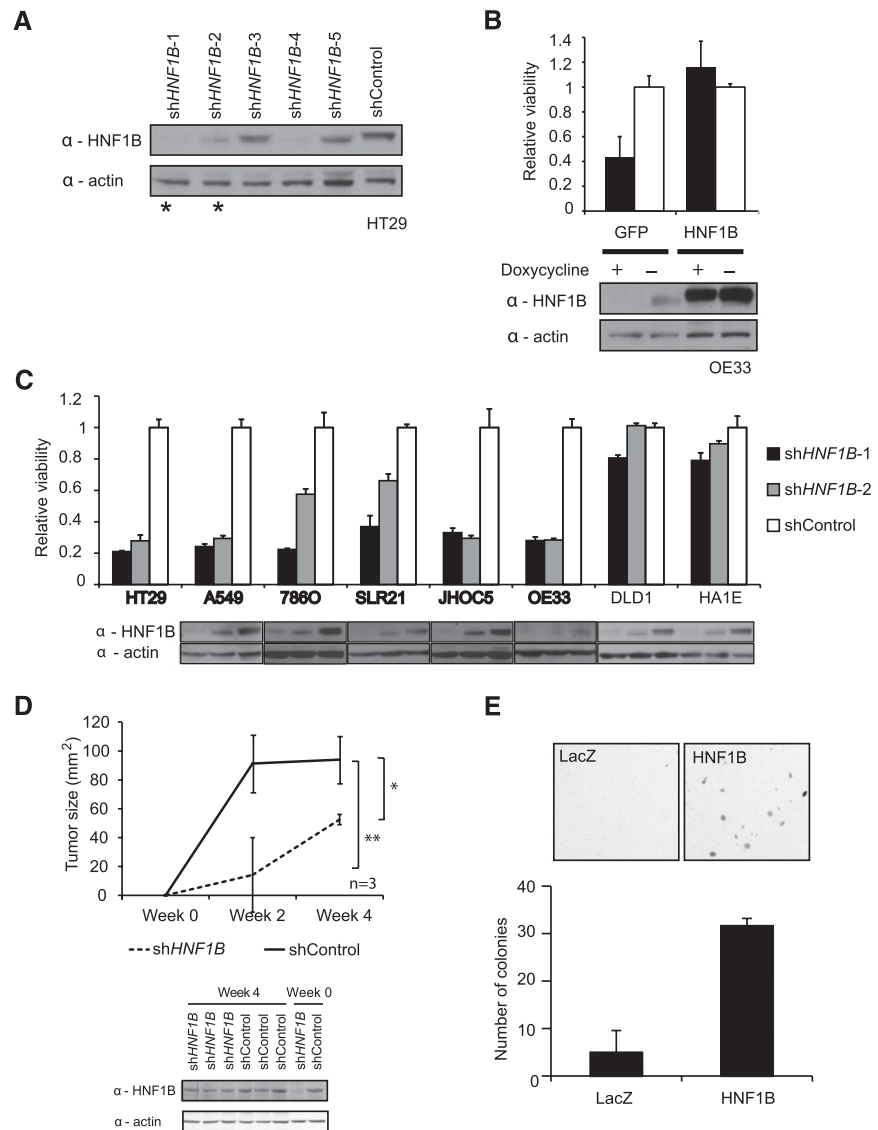 A
shHNF1B-1
shHNF1B-2
shHNF1B-3
shHNF1B-4
shHNF1B-5
shControl
α - HNF1B
α - actin
* *
HT29
B
Relative viability
1.4
1.2
1
0.8
0.6
0.4
0.2
0
GFP HNF1B
Doxycycline + – + –
α - HNF1B
α - actin
OE33
C
Relative viability
1.2
1
0.8
0.6
0.4
0.2
0
HT29 A549 786O SLR21 JHOC5 OE33 DLD1 HA1E
shHNF1B-1
shHNF1B-2
shControl
α - HNF1B
α - actin
D
Tumor size (mm2)
120
100
80
60
40
20
0
*
**
n=3
Week 0 Week 2 Week 4
shHNF1B shControl
Week 4 Week 0
shHNF1B
shHNF1B
shHNF1B
shControl
shControl
shControl
shHNF1B
shControl
α - HNF1B
α - actin
E
LacZ HNF1B
Number of colonies
40
30
20
10
0
LacZ HNF1B